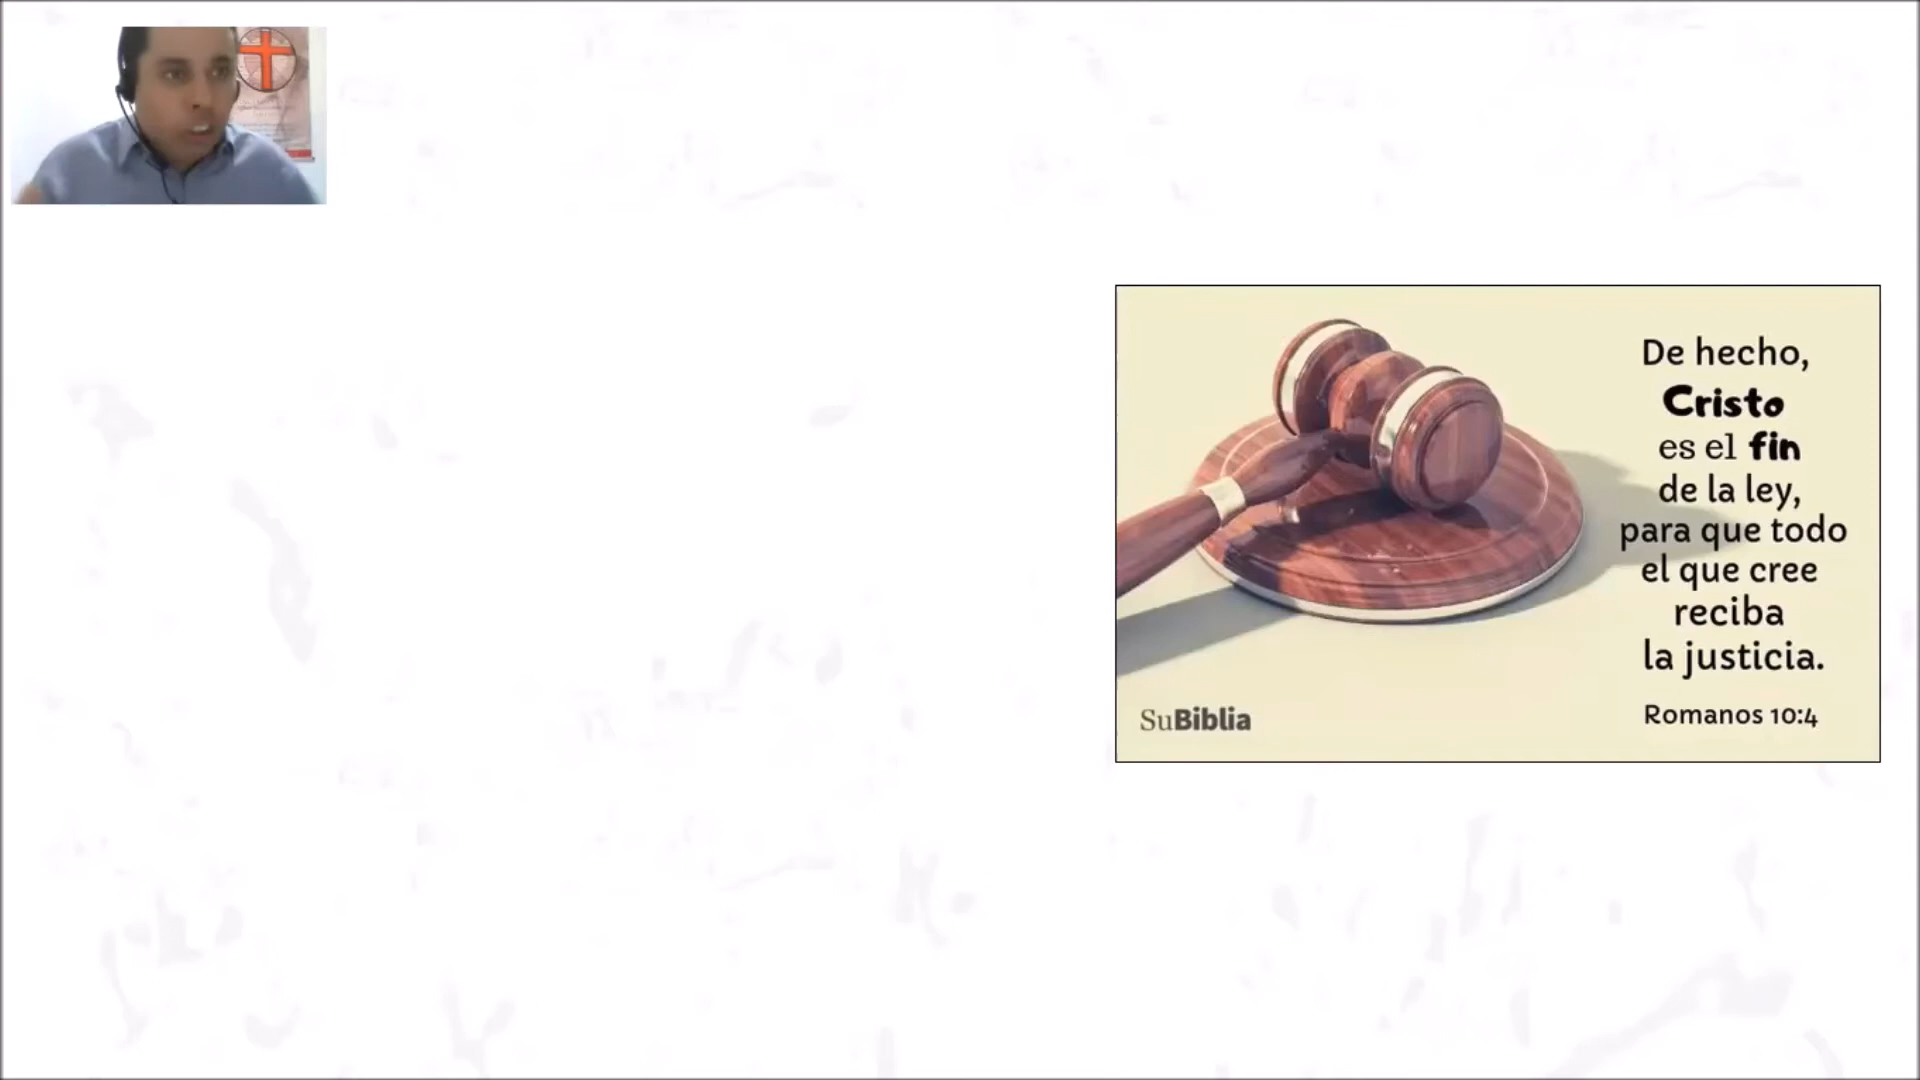 De hecho,
Cristo
es el fin
de la ley,
para que todo
el que cree
reciba
la justicia.
Romanos 10:4
SuBiblia